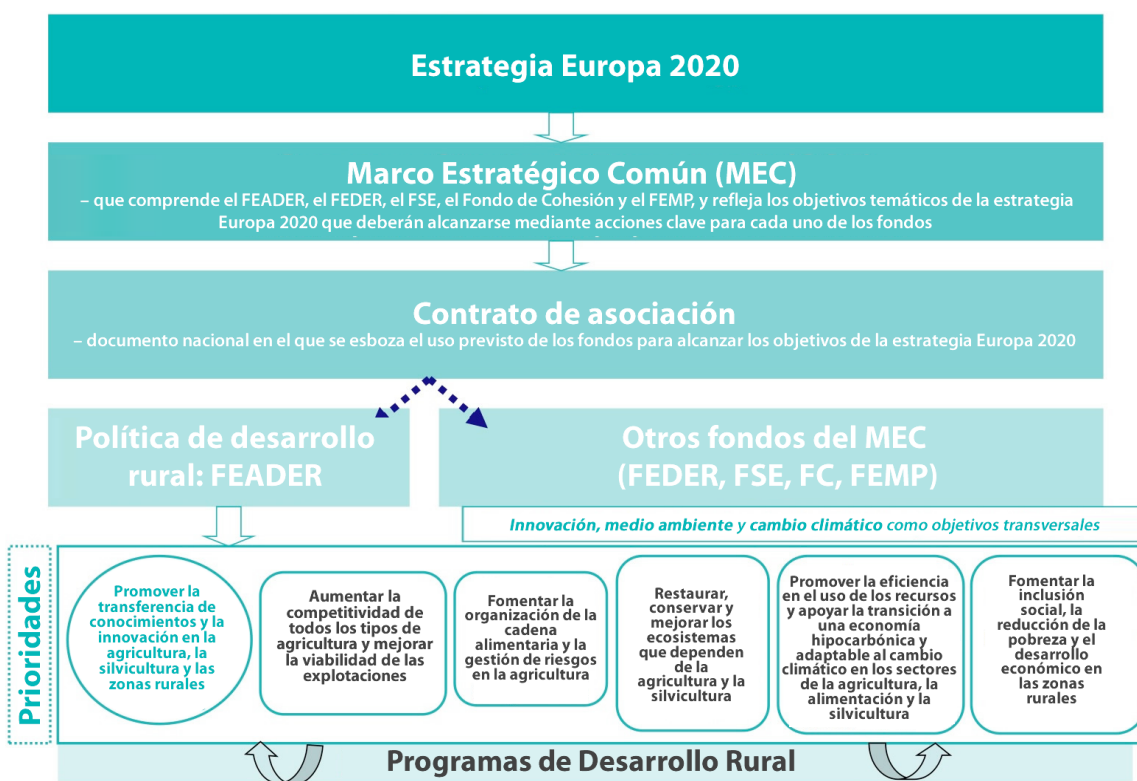 Estrategia Europa 2020
Marco Estratégico Común (MEC)
– que comprende el FEADER, el FEDER, el FSE, el Fondo de Cohesión y el FEMP, y refleja los objetivos temáticos de la estrategia
Europa 2020 que deberán alcanzarse mediante acciones clave para cada uno de los fondos
Contrato de asociación
– documento nacional en el que se esboza el uso previsto de los fondos para alcanzar los objetivos de la estrategia Europa 2020
Política de desarrollo
rural: FEADER
Otros fondos del MEC
(FEDER, FSE, FC, FEMP)
Innovación, medio ambiente y cambio climático como objetivos transversales
Prioridades
Promover la
transferencia de
conocimientos y la
innovación en la
agricultura, la
silvicultura y las
zonas rurales
Aumentar la
competitividad de
todos los tipos de
agricultura y mejorar
la viabilidad de las
explotaciones
Fomentar la
organización de la
cadena
alimentaria y la
gestión de riesgos
en la agricultura
Restaurar,
conservar y
mejorar los
ecosistemas
que dependen
de la
agricultura y la
silvicultura
Promover la eficiencia
en el uso de los recursos
y apoyar la transición a
una economía
hipocarbónica y
adaptable al cambio
climático en los sectores
de la agricultura, la
alimentación y la
silvicultura
Fomentar la
inclusión
social, la
reducción de la
pobreza y el
desarrollo
económico en
las zonas
rurales
Programas de Desarrollo Rural